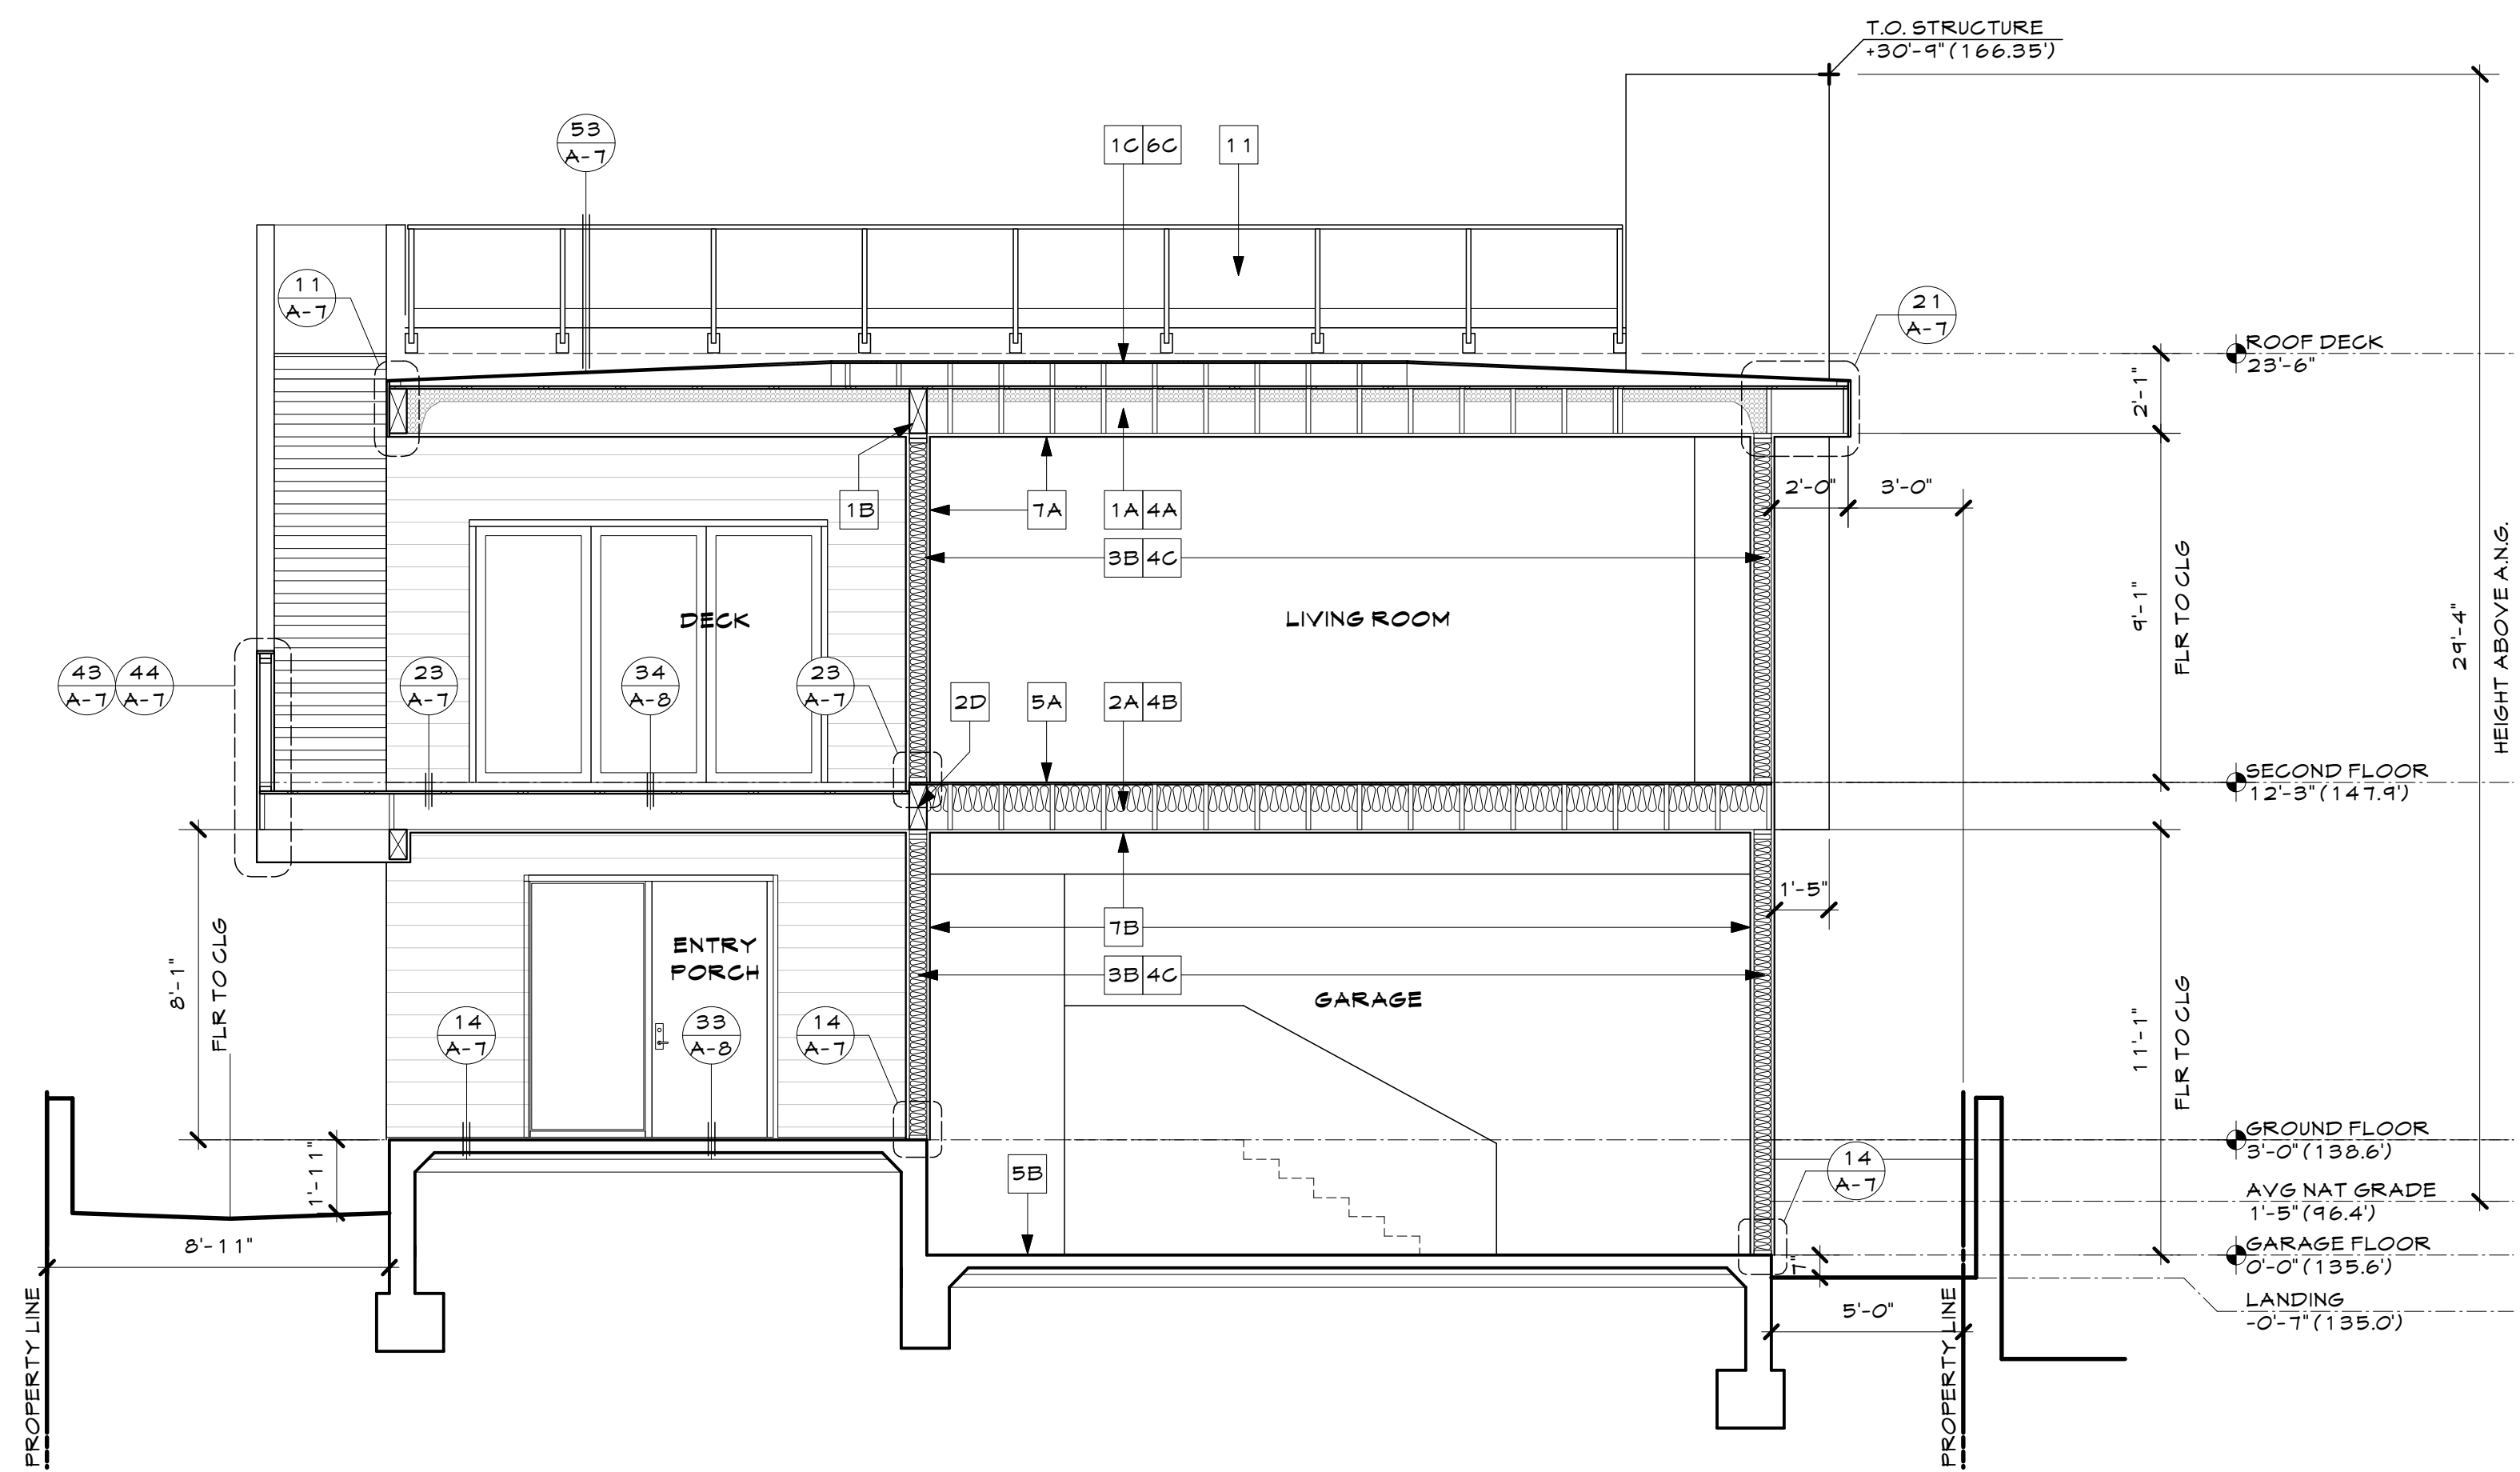 T.O. STRUCTURE
+30'-9" (166.35')
53
A-7
1C 6C
11
11
A-7
21
A-7
ROOF DECK
23'-6"
2'-1"
1B
7A
1A 4A
2'-0"
3'-0"
3B 4C
9'-1"
FLR TO CLG
29'-4"
HEIGHT ABOVE A.N.G.
DECK
LIVING ROOM
43
A-7
44
A-7
23
A-7
34
A-8
23
A-7
2D
5A
2A 4B
SECOND FLOOR
12'-3" (147.9')
1'-5"
7B
8'-1"
FLR TO CLG
ENTRY
PORCH
3B 4C
GARAGE
11'-1"
FLR TO CLG
14
A-7
33
A-8
14
A-7
GROUND FLOOR
3'-0" (138.6')
1'-11"
5B
14
A-7
AVG NAT GRADE
1'-5" (96.4')
8'-11"
7"
GARAGE FLOOR
0'-0" (135.6')
5'-0"
LANDING
-0'-7" (135.0')
PROPERTY LINE
PROPERTY LINE